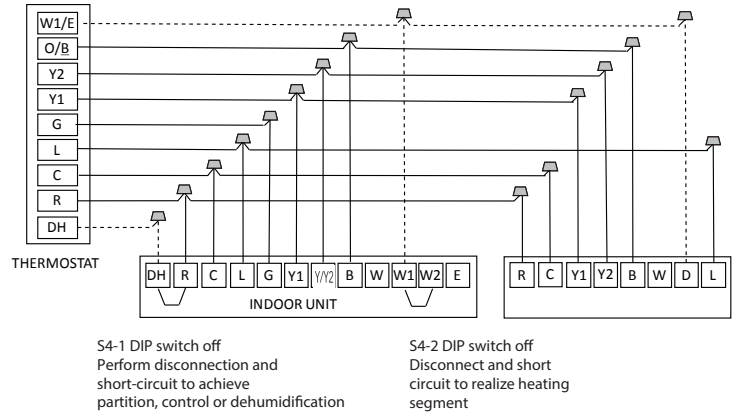 W1/E
O/B
Y2
Y1
G
L
C
R
DH
THERMOSTAT
DH R C L G Y1 Y/Y2 B W W1 W2 E
INDOOR UNIT
R C Y1 Y2 B W D L
S4-1 DIP switch off
Perform disconnection and
short-circuit to achieve
partition, control or dehumidification
S4-2 DIP switch off
Disconnect and short
circuit to realize heating
segment